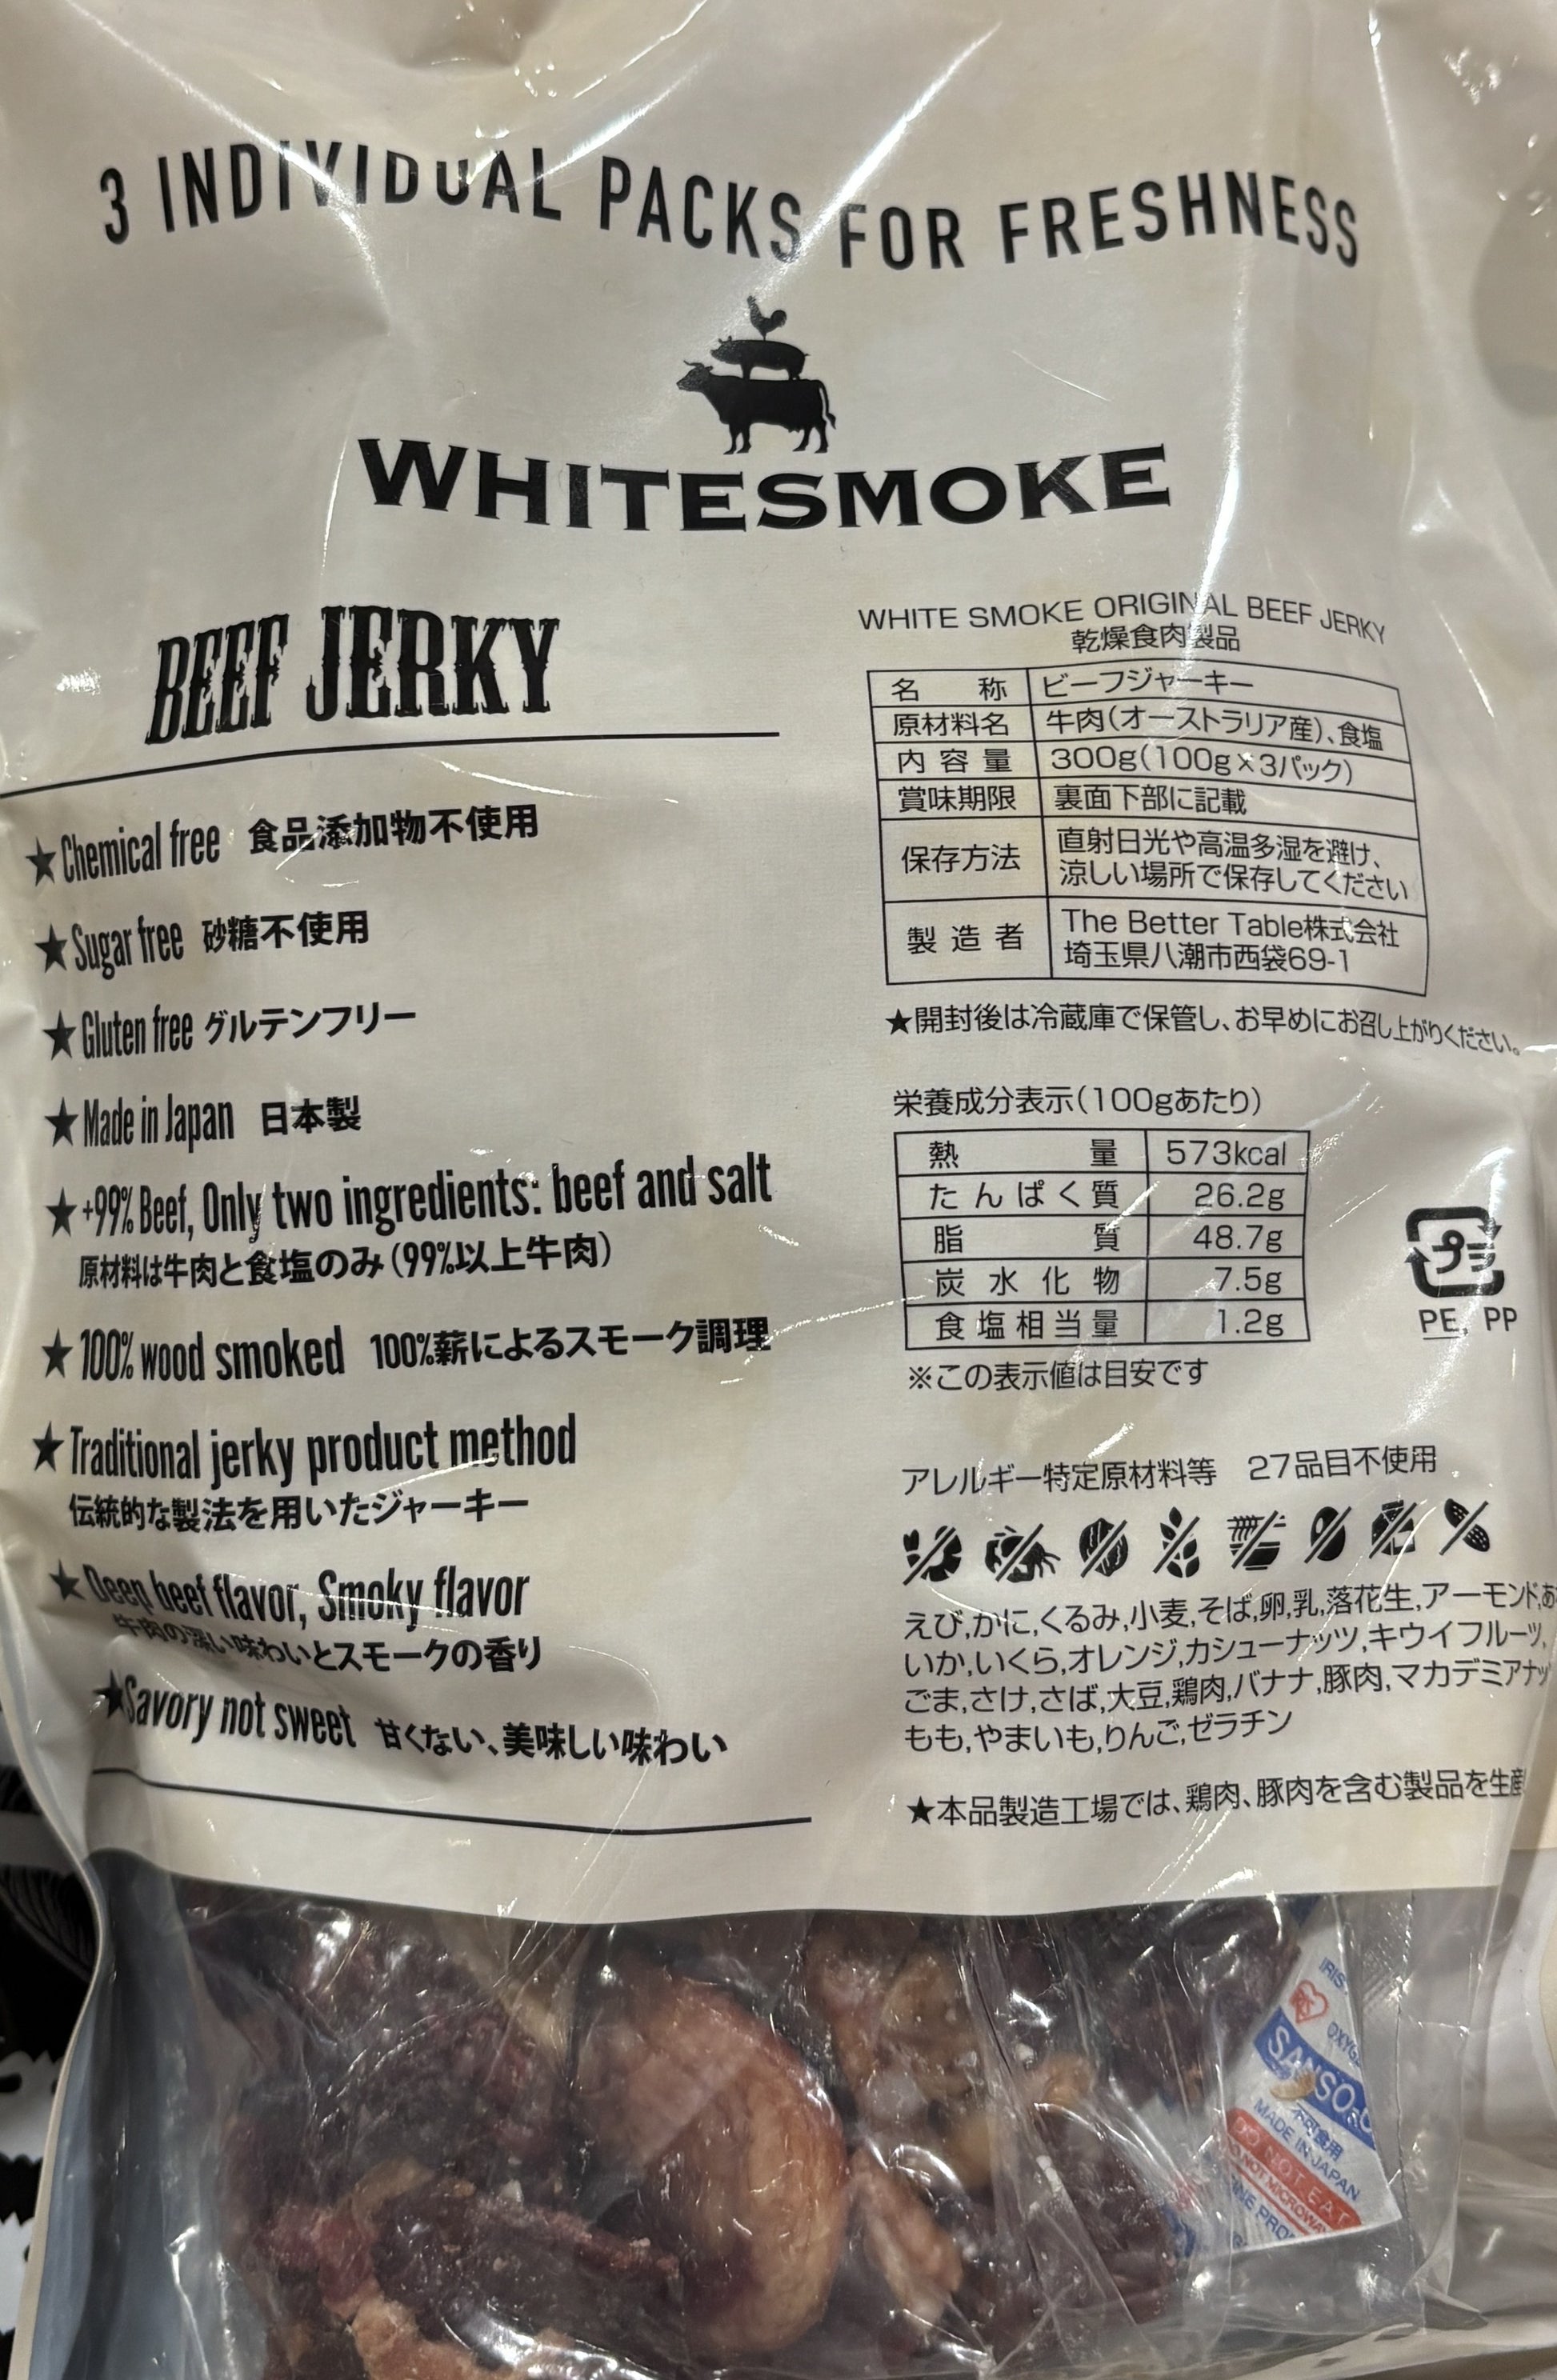 3 INDIVIDUAL PACKS FOR FRESHNESS
WHITESMOKE
BEEF JERKY
★Chemical free 食品添加物不使用
★Sugar free 砂糖不使用
★Gluten free グルテンフリー
★Made in Japan 日本製
★+99% Beef, Only two ingredients: beef and salt
原材料は牛肉と食塩のみ（99%以上牛肉）
★100% wood smoked 100%薪によるスモーク調理
★Traditional jerky product method
伝統的な製法を用いたジャーキー
★Deep beef flavor, Smoky flavor
牛肉の深い味わいとスモークの香り
★Savory not sweet 甘くない、美味しい味わい
WHITE SMOKE ORIGINAL BEEF JERKY
乾燥食肉製品
名称 ビーフジャーキー
原材料名 牛肉（オーストラリア産）、食塩
内容量 300g（100g×3パック）
賞味期限 裏面下部に記載
保存方法 直射日光や高温多湿を避け、
涼しい場所で保存してください
製造者 The Better Table株式会社
埼玉県八潮市西袋69-1
★開封後は冷蔵庫で保管し、お早めにお召し上がりください。
栄養成分表示（100gあたり）
熱量 573kcal
たんぱく質 26.2g
脂質 48.7g
炭水化物 7.5g
食塩相当量 1.2g
※この表示値は目安です
プラ
PE, PP
アレルギー特定原材料等 27品目不使用
えび,かに,くるみ,小麦,そば,卵,乳,落花生,アーモンド,あ
いか,いくら,オレンジ,カシューナッツ,キウイフルーツ,
ごま,さけ,さば,大豆,鶏肉,バナナ,豚肉,マカデミアナッ
もも,やまいも,りんご,ゼラチン
★本品製造工場では、鶏肉、豚肉を含む製品を生産
IRIS
不可食用
MADE IN JAPAN
DO NOT EAT